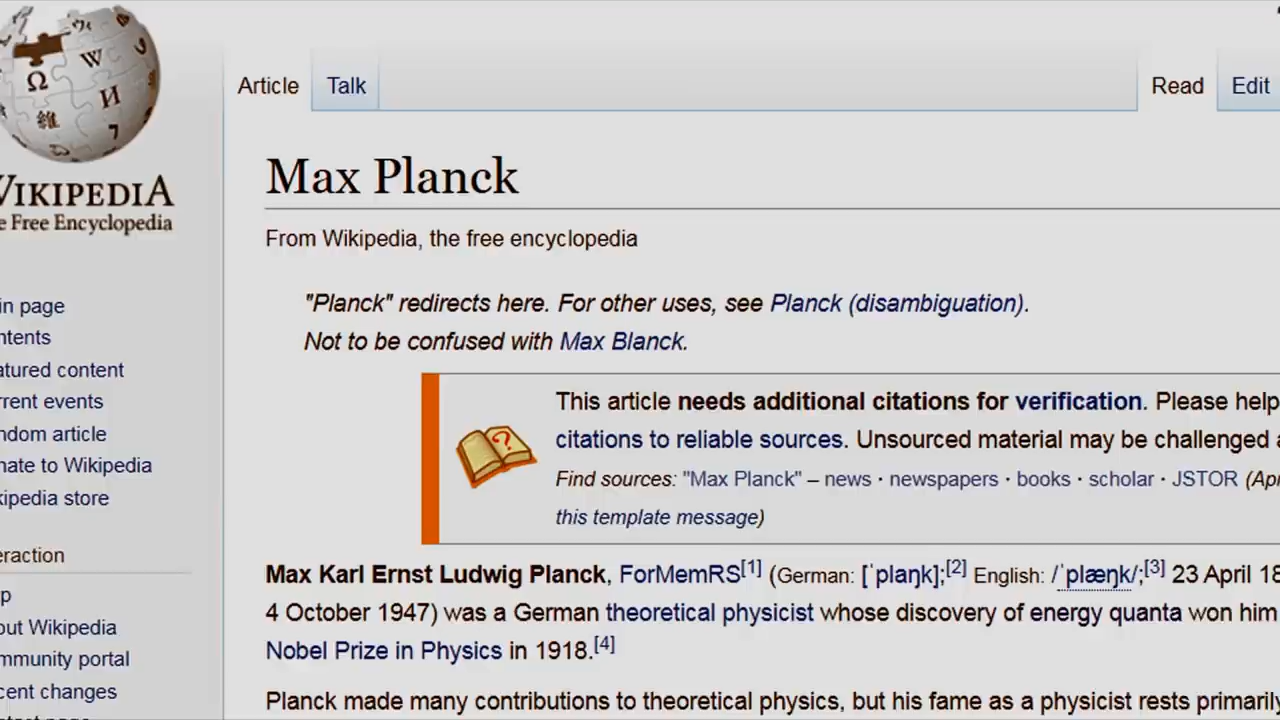 Article Talk Read Edit
Max Planck
WIKIPEDIA
e Free Encyclopedia
From Wikipedia, the free encyclopedia
in page
"Planck" redirects here. For other uses, see Planck (disambiguation).
ntents
Not to be confused with Max Blanck.
atured content
rrent events
ndom article
nate to Wikipedia
kipedia store
This article needs additional citations for verification. Please help
citations to reliable sources. Unsourced material may be challenged a
Find sources: "Max Planck" – news · newspapers · books · scholar · JSTOR (Apr
this template message)
eraction
p
out Wikipedia
mmunity portal
cent changes
Max Karl Ernst Ludwig Planck, ForMemRS[1] (German: [ˈplaŋk];[2] English: /ˈplæŋk/;[3] 23 April 18
4 October 1947) was a German theoretical physicist whose discovery of energy quanta won him
Nobel Prize in Physics in 1918.[4]
Planck made many contributions to theoretical physics, but his fame as a physicist rests primarily